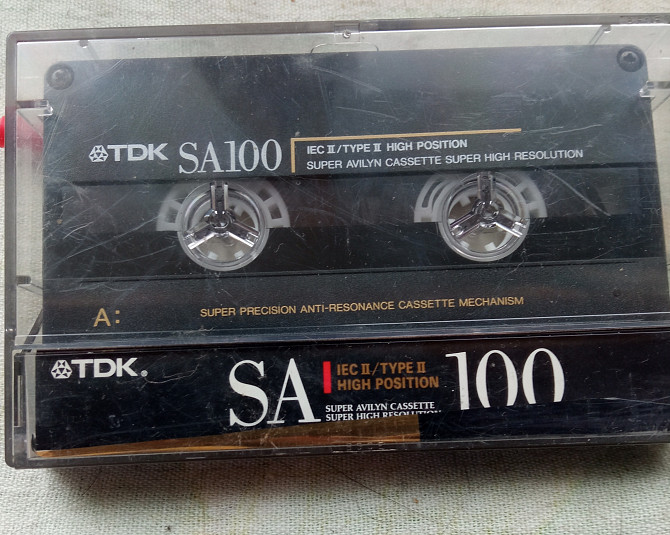 TDK SA100
IEC II/TYPE II HIGH POSITION
SUPER AVILYN CASSETTE SUPER HIGH RESOLUTION
A:
SUPER PRECISION ANTI-RESONANCE CASSETTE MECHANISM
TDK.
SA
IEC II/TYPE II
HIGH POSITION
SUPER AVILYN CASSETTE
SUPER HIGH RESOLUTION
100